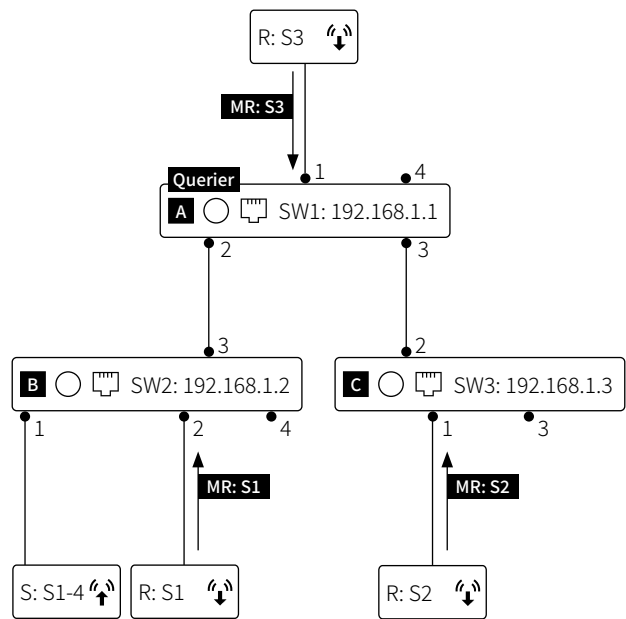 R: S3
MR: S3
1
4
Querier
A SW1: 192.168.1.1
2
3
3
2
B SW2: 192.168.1.2
C SW3: 192.168.1.3
1
2
4
1
3
MR: S1
MR: S2
S: S1-4
R: S1
R: S2